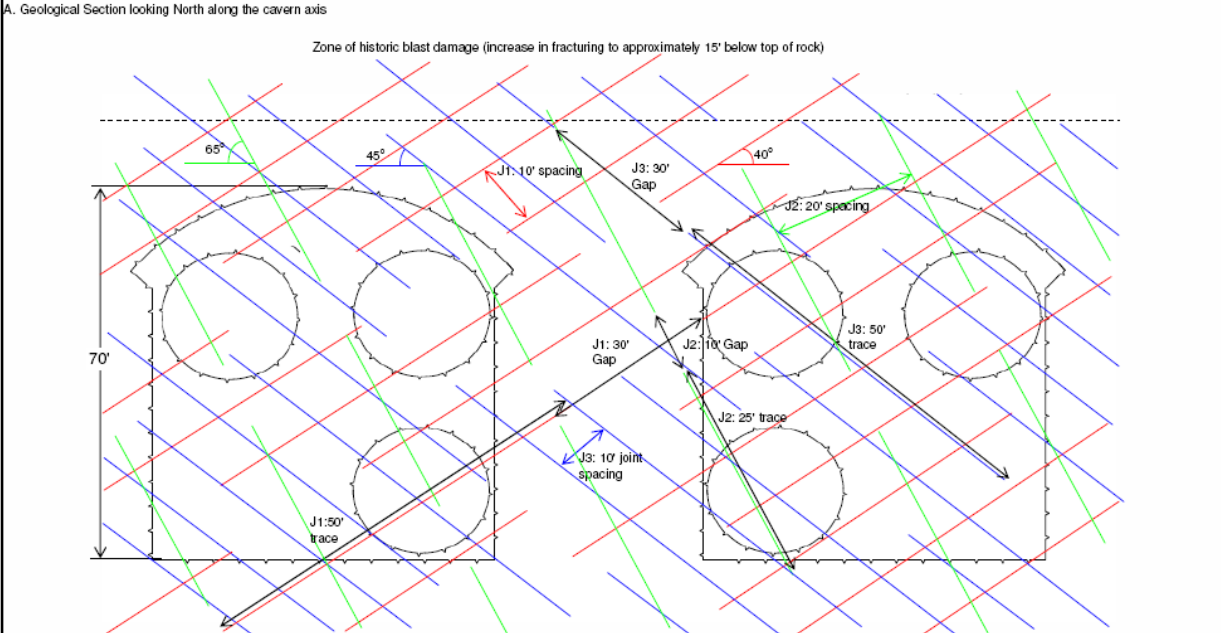 A. Geological Section looking North along the cavern axis
Zone of historic blast damage (increase in fracturing to approximately 15' below top of rock)
65°
45°
40°
J1: 10' spacing
J3: 30'
Gap
J2: 20' spacing
70'
J1: 30'
Gap
J2: 10' Gap
J3: 50'
trace
J2: 25' trace
J3: 10' joint
spacing
J1:50'
trace